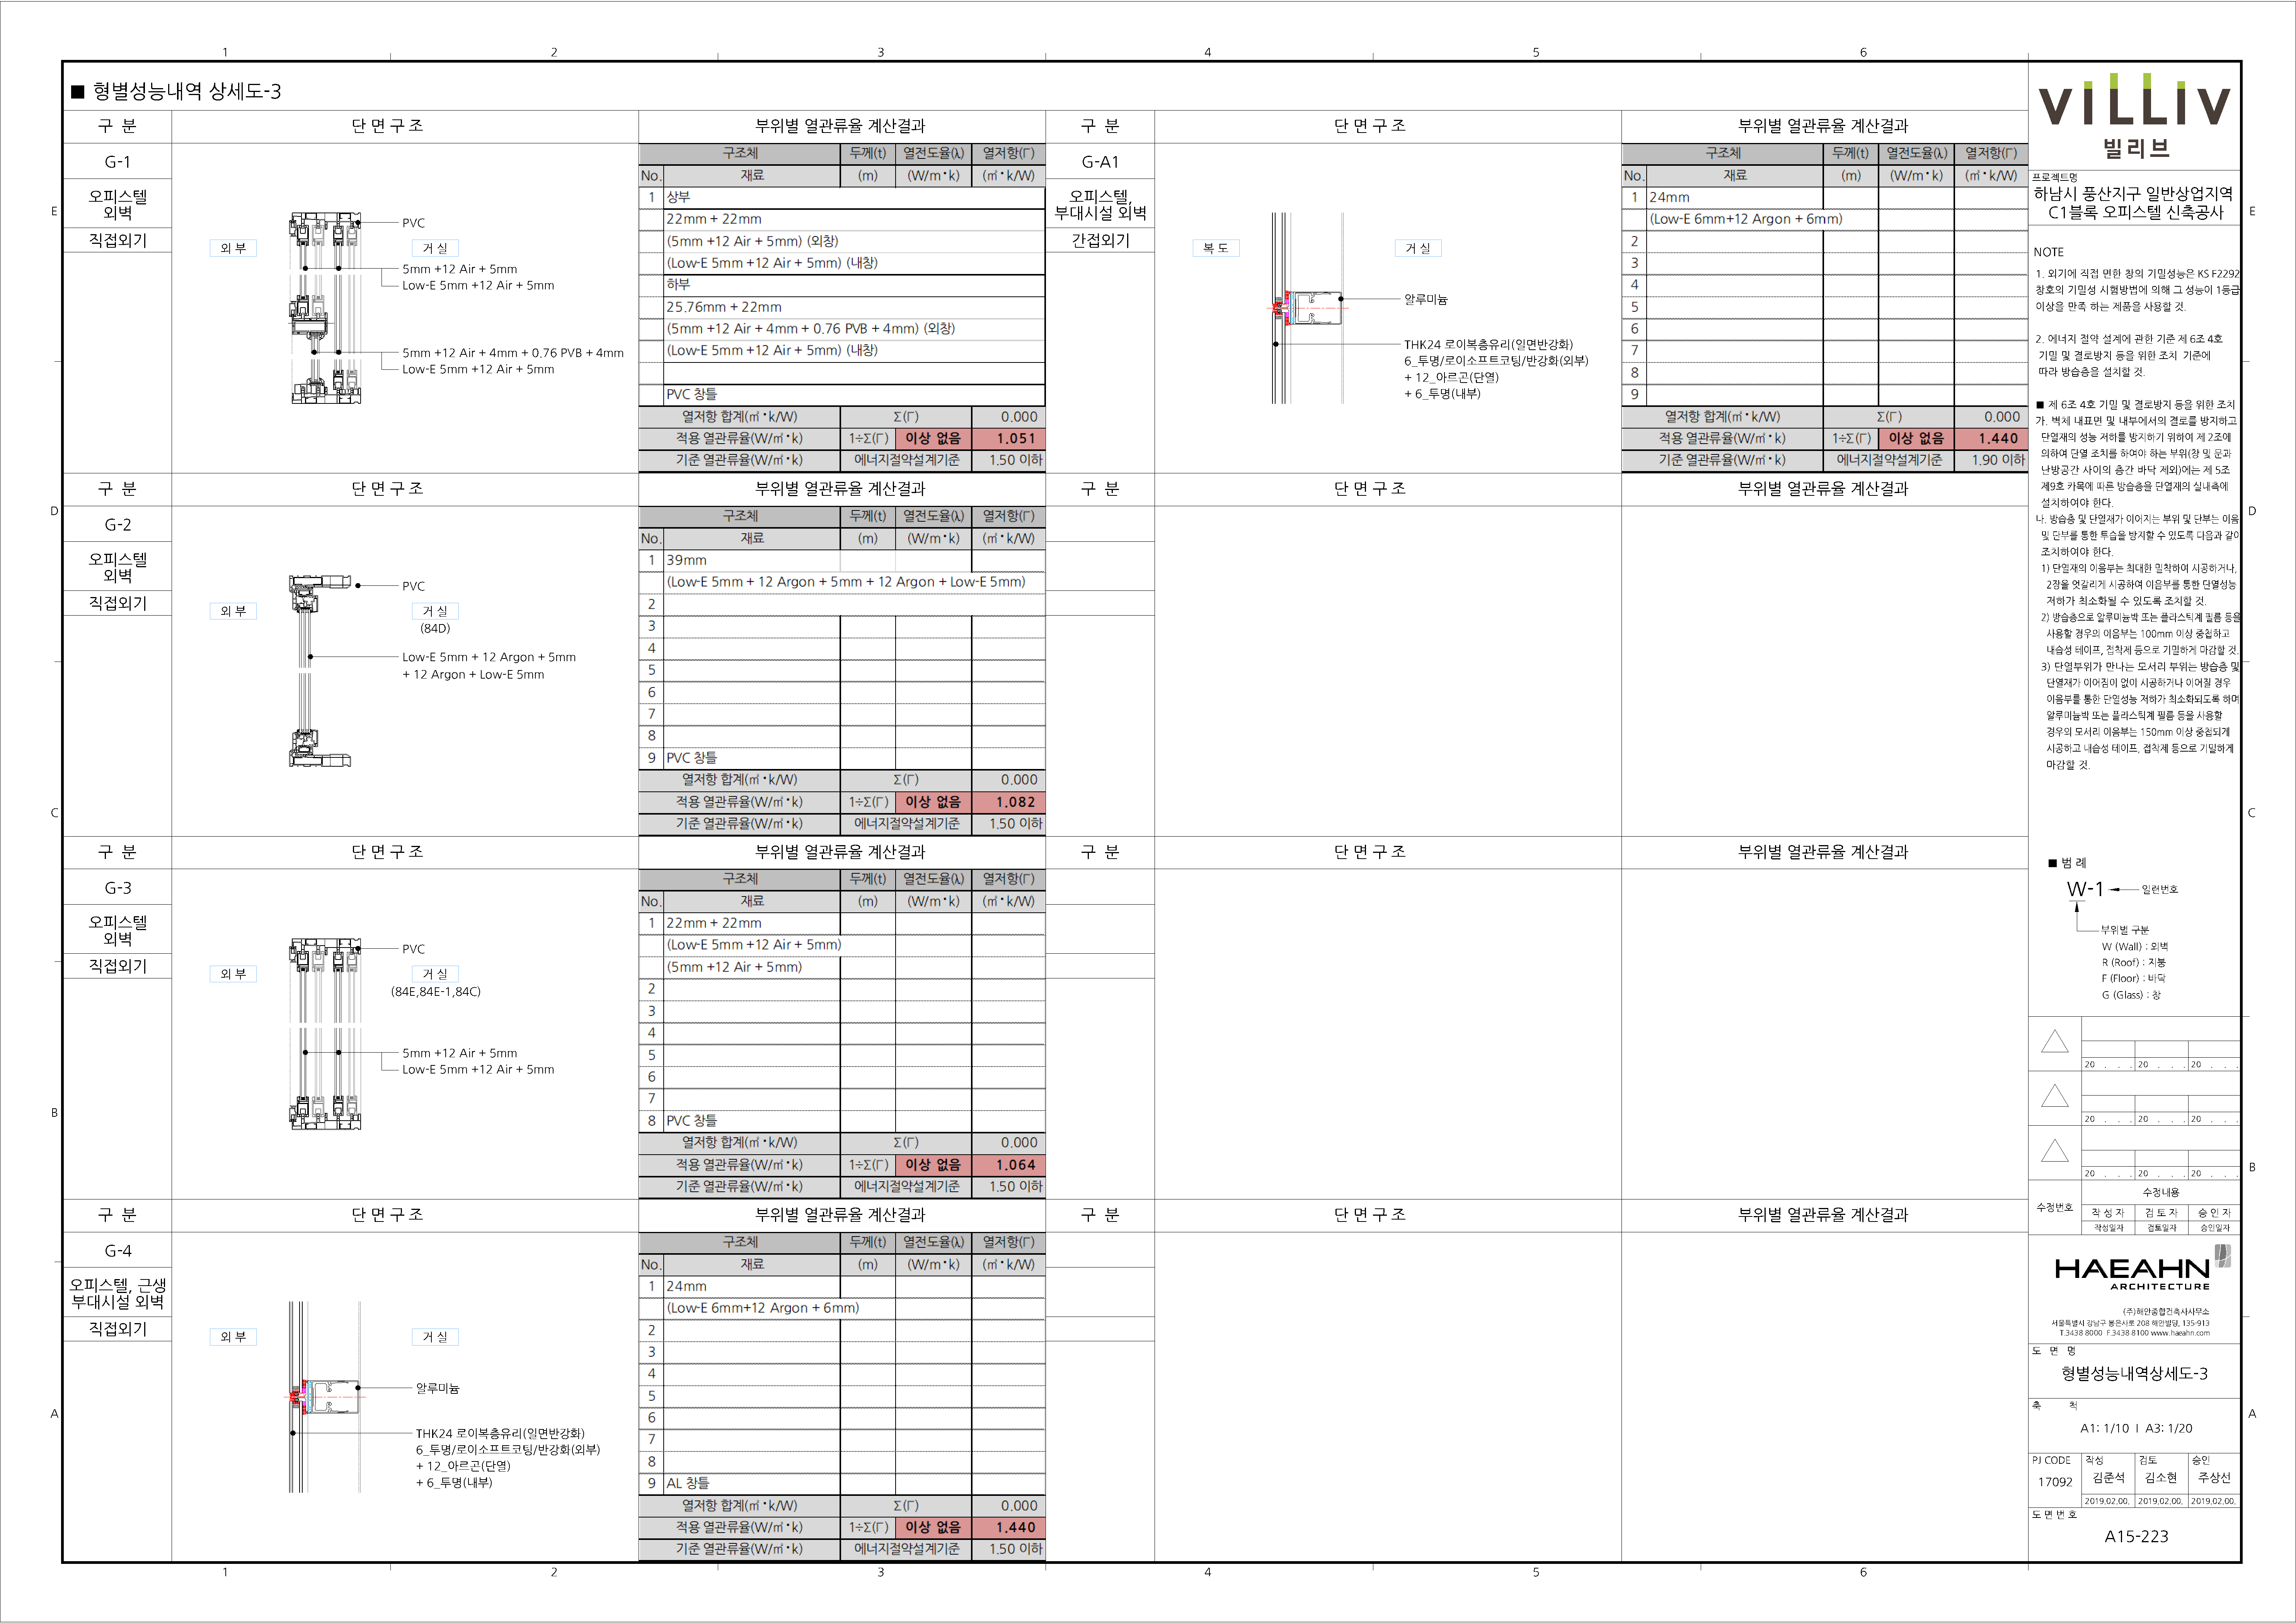 1 2 3 4 5 6
■ 형별성능내역 상세도-3
구 분 단 면 구 조 부위별 열관류율 계산결과 구 분 단 면 구 조 부위별 열관류율 계산결과
G-1
오피스텔
외벽
직접외기
외 부
거 실
PVC
5mm +12 Air + 5mm
Low-E 5mm +12 Air + 5mm
5mm +12 Air + 4mm + 0.76 PVB + 4mm
Low-E 5mm +12 Air + 5mm
구조체 두께(t) 열전도율(λ) 열저항(Γ)
No. 재료 (m) (W/m·k) (㎡·k/W)
1 상부
22mm + 22mm
(5mm +12 Air + 5mm) (외창)
(Low-E 5mm +12 Air + 5mm) (내창)
하부
25.76mm + 22mm
(5mm +12 Air + 4mm + 0.76 PVB + 4mm) (외창)
(Low-E 5mm +12 Air + 5mm) (내창)
PVC 창틀
열저항 합계(㎡·k/W) Σ(Γ) 0.000
적용 열관류율(W/㎡·k) 1÷Σ(Γ) 이상 없음 1.051
기준 열관류율(W/㎡·k) 에너지절약설계기준 1.50 이하
G-A1
오피스텔,
부대시설 외벽
간접외기
복 도
거 실
알루미늄
THK24 로이복층유리(일면반강화)
6_투명/로이소프트코팅/반강화(외부)
+ 12_아르곤(단열)
+ 6_투명(내부)
구조체 두께(t) 열전도율(λ) 열저항(Γ)
No. 재료 (m) (W/m·k) (㎡·k/W)
1 24mm
(Low-E 6mm+12 Argon + 6mm)
2
3
4
5
6
7
8
9
열저항 합계(㎡·k/W) Σ(Γ) 0.000
적용 열관류율(W/㎡·k) 1÷Σ(Γ) 이상 없음 1.440
기준 열관류율(W/㎡·k) 에너지절약설계기준 1.90 이하
구 분 단 면 구 조 부위별 열관류율 계산결과 구 분 단 면 구 조 부위별 열관류율 계산결과
G-2
오피스텔
외벽
직접외기
외 부
거 실
(84D)
PVC
Low-E 5mm + 12 Argon + 5mm
+ 12 Argon + Low-E 5mm
구조체 두께(t) 열전도율(λ) 열저항(Γ)
No. 재료 (m) (W/m·k) (㎡·k/W)
1 39mm
(Low-E 5mm + 12 Argon + 5mm + 12 Argon + Low-E 5mm)
2
3
4
5
6
7
8
9 PVC 창틀
열저항 합계(㎡·k/W) Σ(Γ) 0.000
적용 열관류율(W/㎡·k) 1÷Σ(Γ) 이상 없음 1.082
기준 열관류율(W/㎡·k) 에너지절약설계기준 1.50 이하
구 분 단 면 구 조 부위별 열관류율 계산결과 구 분 단 면 구 조 부위별 열관류율 계산결과
G-3
오피스텔
외벽
직접외기
외 부
거 실
(84E,84E-1,84C)
PVC
5mm +12 Air + 5mm
Low-E 5mm +12 Air + 5mm
구조체 두께(t) 열전도율(λ) 열저항(Γ)
No. 재료 (m) (W/m·k) (㎡·k/W)
1 22mm + 22mm
(Low-E 5mm +12 Air + 5mm)
(5mm +12 Air + 5mm)
2
3
4
5
6
7
8 PVC 창틀
열저항 합계(㎡·k/W) Σ(Γ) 0.000
적용 열관류율(W/㎡·k) 1÷Σ(Γ) 이상 없음 1.064
기준 열관류율(W/㎡·k) 에너지절약설계기준 1.50 이하
구 분 단 면 구 조 부위별 열관류율 계산결과 구 분 단 면 구 조 부위별 열관류율 계산결과
G-4
오피스텔, 근생
부대시설 외벽
직접외기
외 부
거 실
알루미늄
THK24 로이복층유리(일면반강화)
6_투명/로이소프트코팅/반강화(외부)
+ 12_아르곤(단열)
+ 6_투명(내부)
구조체 두께(t) 열전도율(λ) 열저항(Γ)
No. 재료 (m) (W/m·k) (㎡·k/W)
1 24mm
(Low-E 6mm+12 Argon + 6mm)
2
3
4
5
6
7
8
9 AL 창틀
열저항 합계(㎡·k/W) Σ(Γ) 0.000
적용 열관류율(W/㎡·k) 1÷Σ(Γ) 이상 없음 1.440
기준 열관류율(W/㎡·k) 에너지절약설계기준 1.50 이하
E
D
C
B
A
ViLLiV
빌리브
프로젝트명
하남시 풍산지구 일반상업지역
C1블록 오피스텔 신축공사
NOTE
1. 외기에 직접 면한 창의 기밀성능은 KS F2292
창호의 기밀성 시험방법에 의해 그 성능이 1등급
이상을 만족 하는 제품을 사용할 것.
2. 에너지 절약 설계에 관한 기준 제 6조 4호
기밀 및 결로방지 등을 위한 조치 기준에
따라 방습층을 설치할 것.
■ 제 6조 4호 기밀 및 결로방지 등을 위한 조치
가. 벽체 내표면 및 내부에서의 결로를 방지하고
단열재의 성능 저하를 방지하기 위하여 제 2조에
의하여 단열 조치를 하여야 하는 부위(창 및 문과
난방공간 사이의 층간 바닥 제외)에는 제 5조
제9호 카목에 따른 방습층을 단열재의 실내측에
설치하여야 한다.
나. 방습층 및 단열재가 이어지는 부위 및 단부는 이음
및 단부를 통한 투습을 방지할 수 있도록 다음과 같이
조치하여야 한다.
1) 단일재의 이음부는 최대한 밀착하여 시공하거나,
2장을 엇갈리게 시공하여 이음부를 통한 단열성능
저하가 최소화될 수 있도록 조치할 것.
2) 방습층으로 알루미늄박 또는 플라스틱계 필름 등을
사용할 경우의 이음부는 100mm 이상 중첩하고
내습성 테이프, 접착제 등으로 기밀하게 마감할 것.
3) 단열부위가 만나는 모서리 부위는 방습층 및
단열재가 이어짐이 없이 시공하거나 이어질 경우
이음부를 통한 단일성능 저하가 최소화되도록 하며
알루미늄박 또는 플라스틱계 필름 등을 사용할
경우의 모서리 이음부는 150mm 이상 중첩되게
시공하고 내습성 테이프, 접착제 등으로 기밀하게
마감할 것.
■ 범 례
W-1 일련번호
부위별 구분
W (Wall) : 외벽
R (Roof) : 지붕
F (Floor) : 바닥
G (Glass) : 창
20 . . . 20 . . . 20 . . .
20 . . . 20 . . . 20 . . .
20 . . . 20 . . . 20 . . .
수정번호 수정내용
작 성 자 검 토 자 승 인 자
작성일자 검토일자 승인일자
HAEAHN
ARCHITECTURE
(주)해안종합건축사사무소
서울특별시 강남구 봉은사로 208 해안빌딩, 135-913
T.3438 8000 F.3438 8100 www.haeahn.com
도 면 명
형별성능내역상세도-3
축 척
A1: 1/10 I A3: 1/20
PJ CODE 작성 검토 승인
17092 김준석 김소현 주상선
2019.02.00. 2019.02.00. 2019.02.00.
도 면 번 호
A15-223
E
D
C
B
A
1 2 3 4 5 6